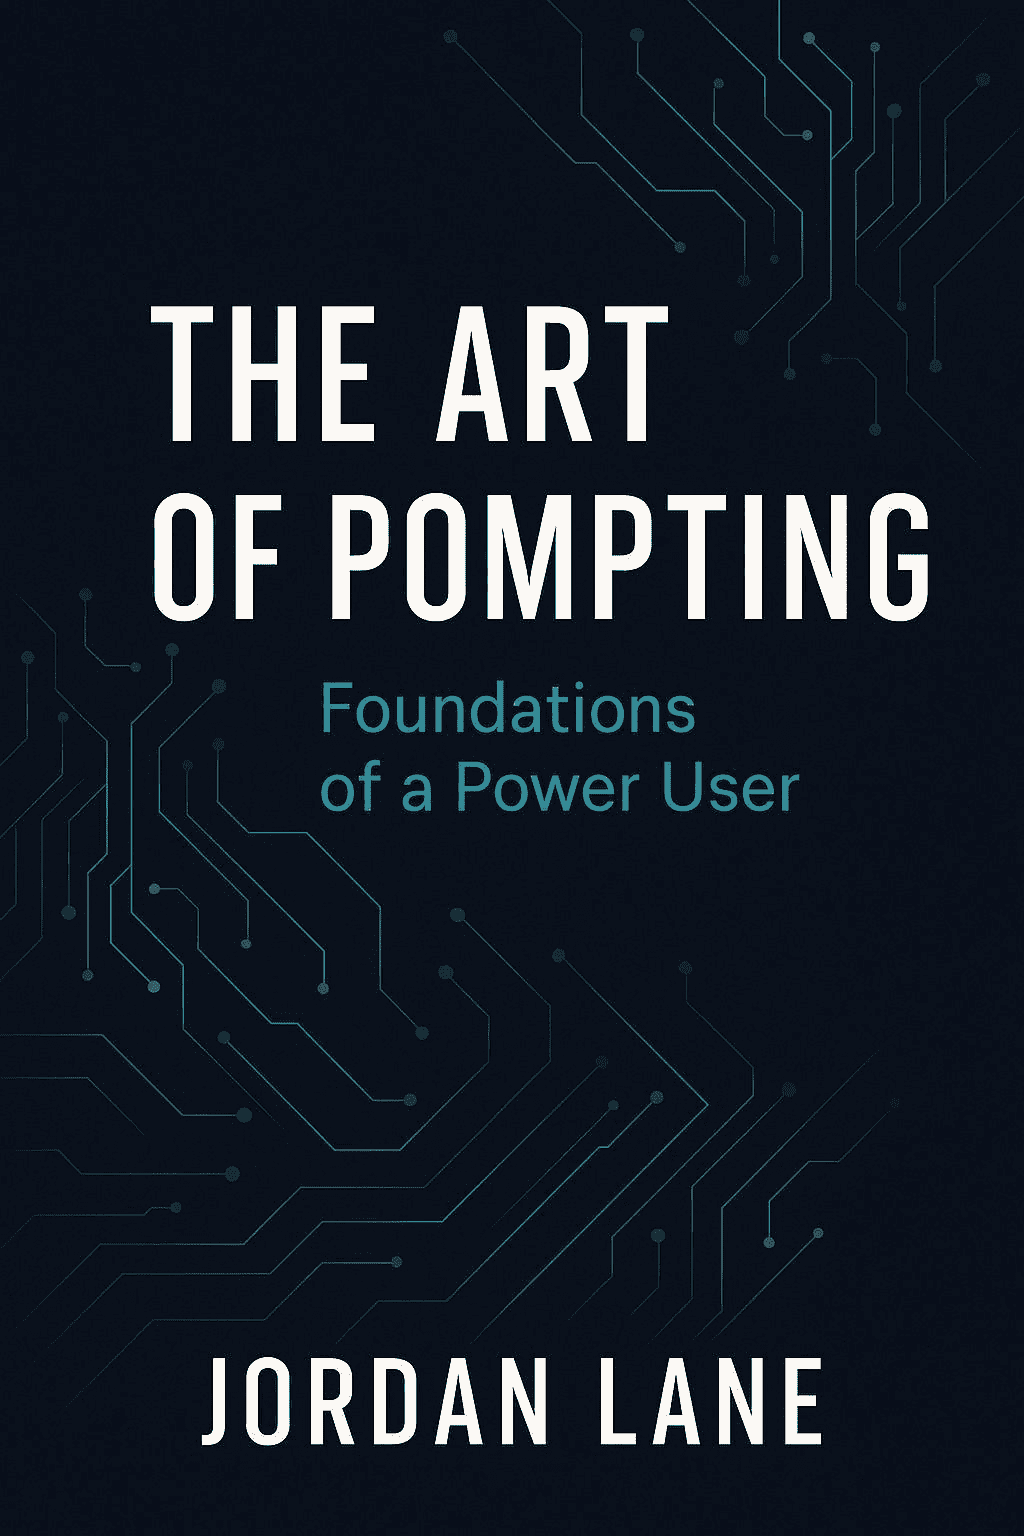 THE ART
OF POMPTING
Foundations
of a Power User
JORDAN LANE